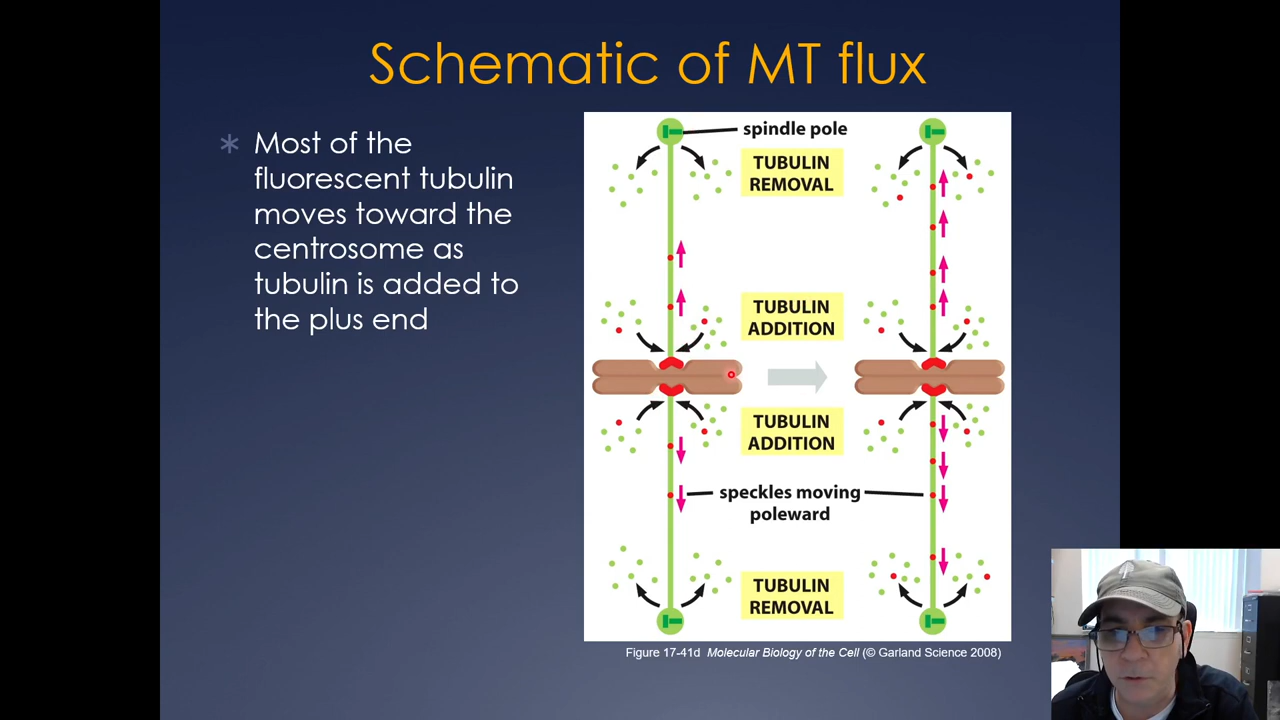 Schematic of MT flux
Most of the
fluorescent tubulin
moves toward the
centrosome as
tubulin is added to
the plus end
spindle pole
TUBULIN
REMOVAL
TUBULIN
ADDITION
TUBULIN
ADDITION
speckles moving
poleward
TUBULIN
REMOVAL
Figure 17-41d Molecular Biology of the Cell (© Garland Science 2008)